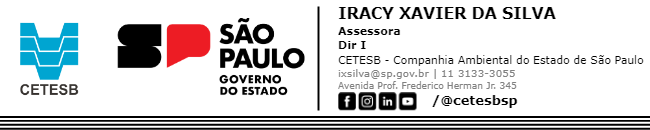 CETESB
SP
SÃO
PAULO
GOVERNO
DO ESTADO
IRACY XAVIER DA SILVA
Assessora
Dir I
CETESB - Companhia Ambiental do Estado de São Paulo
ixsilva@sp.gov.br | 11 3133-3055
Avenida Prof. Frederico Herman Jr. 345
/@cetesbsp